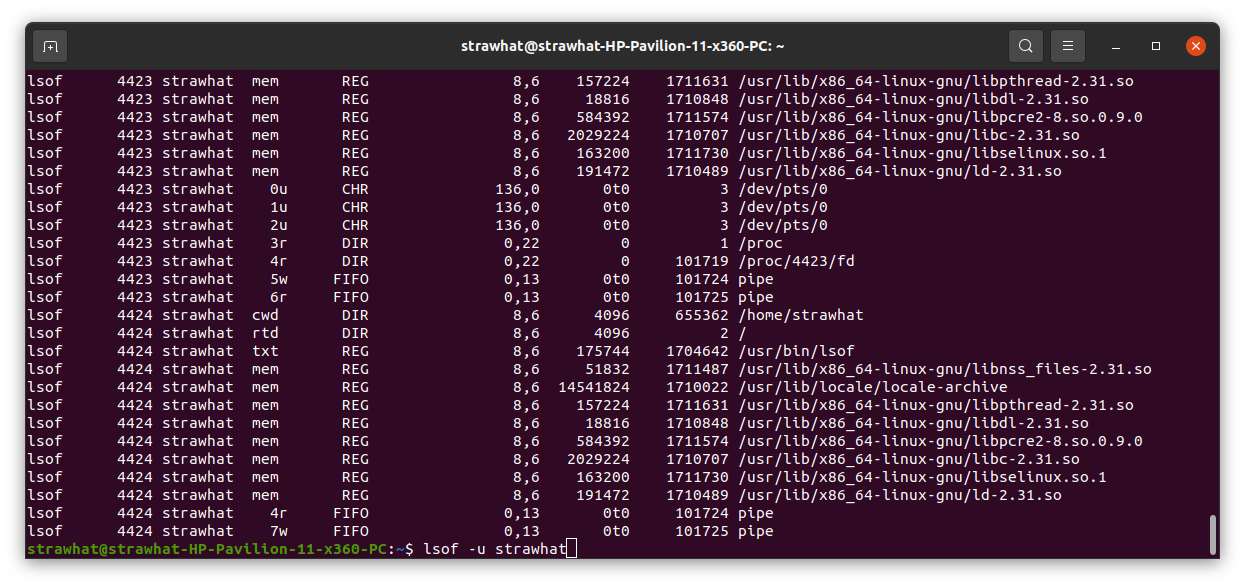 strawhat@strawhat-HP-Pavilion-11-x360-PC: ~
lsof 4423 strawhat mem REG 8,6 157224 1711631 /usr/lib/x86_64-linux-gnu/libpthread-2.31.so
lsof 4423 strawhat mem REG 8,6 18816 1710848 /usr/lib/x86_64-linux-gnu/libdl-2.31.so
lsof 4423 strawhat mem REG 8,6 584392 1711574 /usr/lib/x86_64-linux-gnu/libpcre2-8.so.0.9.0
lsof 4423 strawhat mem REG 8,6 2029224 1710707 /usr/lib/x86_64-linux-gnu/libc-2.31.so
lsof 4423 strawhat mem REG 8,6 163200 1711730 /usr/lib/x86_64-linux-gnu/libselinux.so.1
lsof 4423 strawhat mem REG 8,6 191472 1710489 /usr/lib/x86_64-linux-gnu/ld-2.31.so
lsof 4423 strawhat 0u CHR 136,0 0t0 3 /dev/pts/0
lsof 4423 strawhat 1u CHR 136,0 0t0 3 /dev/pts/0
lsof 4423 strawhat 2u CHR 136,0 0t0 3 /dev/pts/0
lsof 4423 strawhat 3r DIR 0,22 0 1 /proc
lsof 4423 strawhat 4r DIR 0,22 0 101719 /proc/4423/fd
lsof 4423 strawhat 5w FIFO 0,13 0t0 101724 pipe
lsof 4423 strawhat 6r FIFO 0,13 0t0 101725 pipe
lsof 4424 strawhat cwd DIR 8,6 4096 655362 /home/strawhat
lsof 4424 strawhat rtd DIR 8,6 4096 2 /
lsof 4424 strawhat txt REG 8,6 175744 1704642 /usr/bin/lsof
lsof 4424 strawhat mem REG 8,6 51832 1711487 /usr/lib/x86_64-linux-gnu/libnss_files-2.31.so
lsof 4424 strawhat mem REG 8,6 14541824 1710022 /usr/lib/locale/locale-archive
lsof 4424 strawhat mem REG 8,6 157224 1711631 /usr/lib/x86_64-linux-gnu/libpthread-2.31.so
lsof 4424 strawhat mem REG 8,6 18816 1710848 /usr/lib/x86_64-linux-gnu/libdl-2.31.so
lsof 4424 strawhat mem REG 8,6 584392 1711574 /usr/lib/x86_64-linux-gnu/libpcre2-8.so.0.9.0
lsof 4424 strawhat mem REG 8,6 2029224 1710707 /usr/lib/x86_64-linux-gnu/libc-2.31.so
lsof 4424 strawhat mem REG 8,6 163200 1711730 /usr/lib/x86_64-linux-gnu/libselinux.so.1
lsof 4424 strawhat mem REG 8,6 191472 1710489 /usr/lib/x86_64-linux-gnu/ld-2.31.so
lsof 4424 strawhat 4r FIFO 0,13 0t0 101724 pipe
lsof 4424 strawhat 7w FIFO 0,13 0t0 101725 pipe
strawhat@strawhat-HP-Pavilion-11-x360-PC:~$ lsof -u strawhat